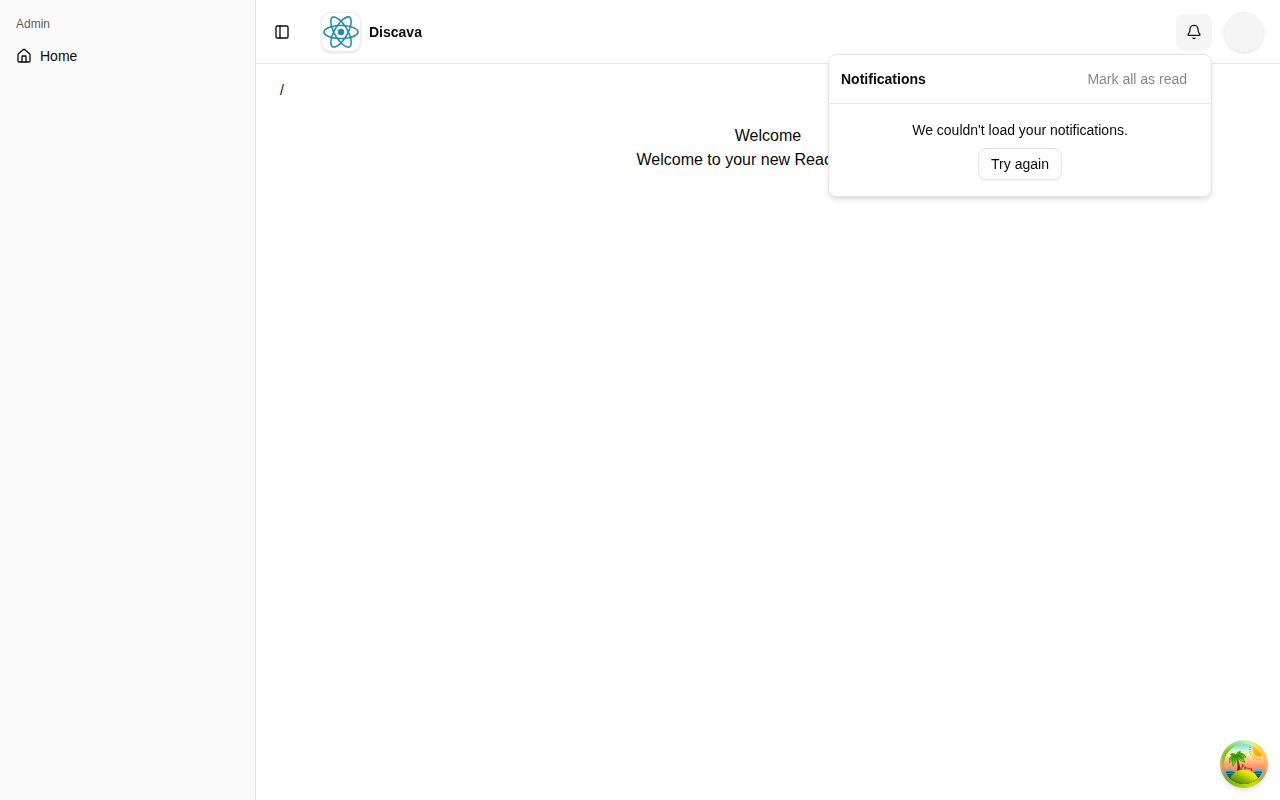 Admin
Home
Discava
/
Notifications
Mark all as read
Welcome
We couldn't load your notifications.
Welcome to your new
Try again